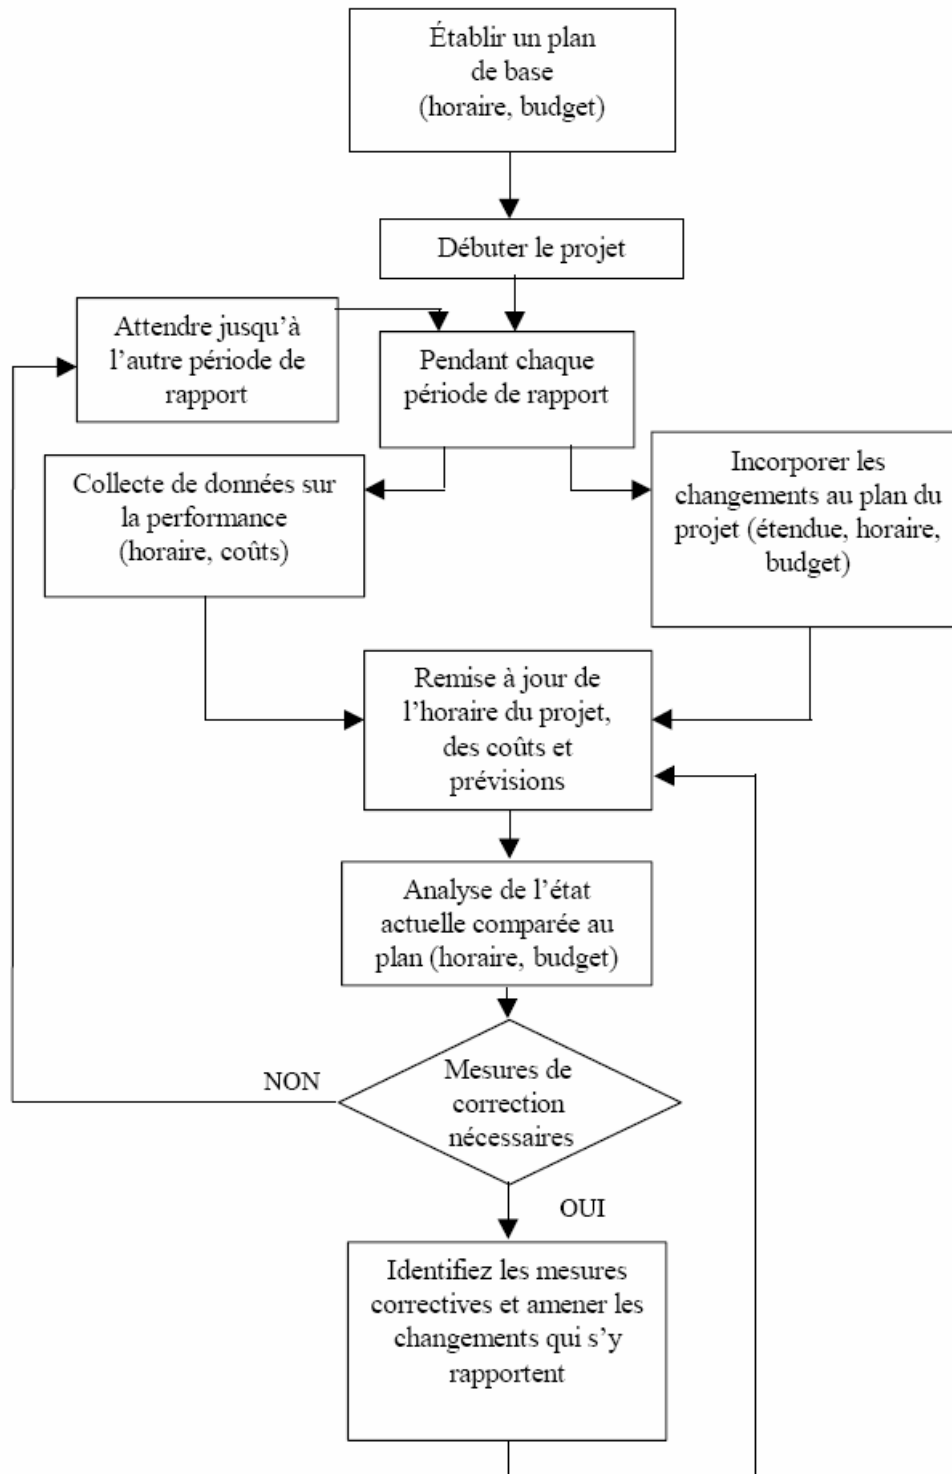 Établir un plan
de base
(horaire, budget)
Débuter le projet
Attendre jusqu’à
l’autre période de
rapport
Pendant chaque
période de rapport
Collecte de données sur
la performance
(horaire, coûts)
Incorporer les
changements au plan du
projet (étendue, horaire,
budget)
Remise à jour de
l’horaire du projet,
des coûts et
prévisions
Analyse de l’état
actuelle comparée au
plan (horaire, budget)
NON
Mesures de
correction
nécessaires
OUI
Identifiez les mesures
correctives et amener les
changements qui s’y
rapportent